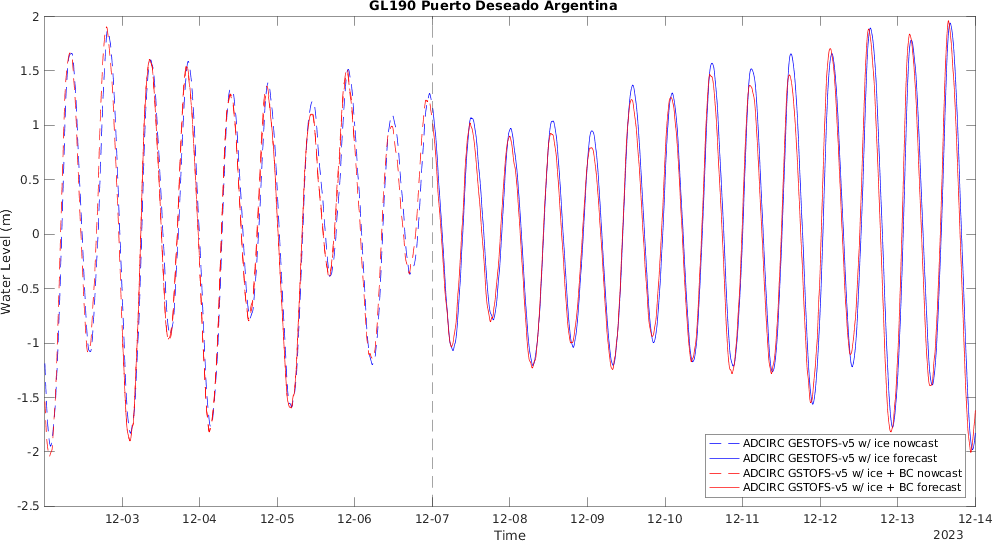 GL190 Puerto Deseado Argentina
2
1.5
1
0.5
0
-0.5
-1
-1.5
-2
-2.5
Water Level (m)
ADCIRC GESTOFS-v5 w/ ice nowcast
ADCIRC GESTOFS-v5 w/ ice forecast
ADCIRC GSTOFS-v5 w/ ice + BC nowcast
ADCIRC GSTOFS-v5 w/ ice + BC forecast
12-03 12-04 12-05 12-06 12-07 12-08 12-09 12-10 12-11 12-12 12-13 12-14
Time
2023